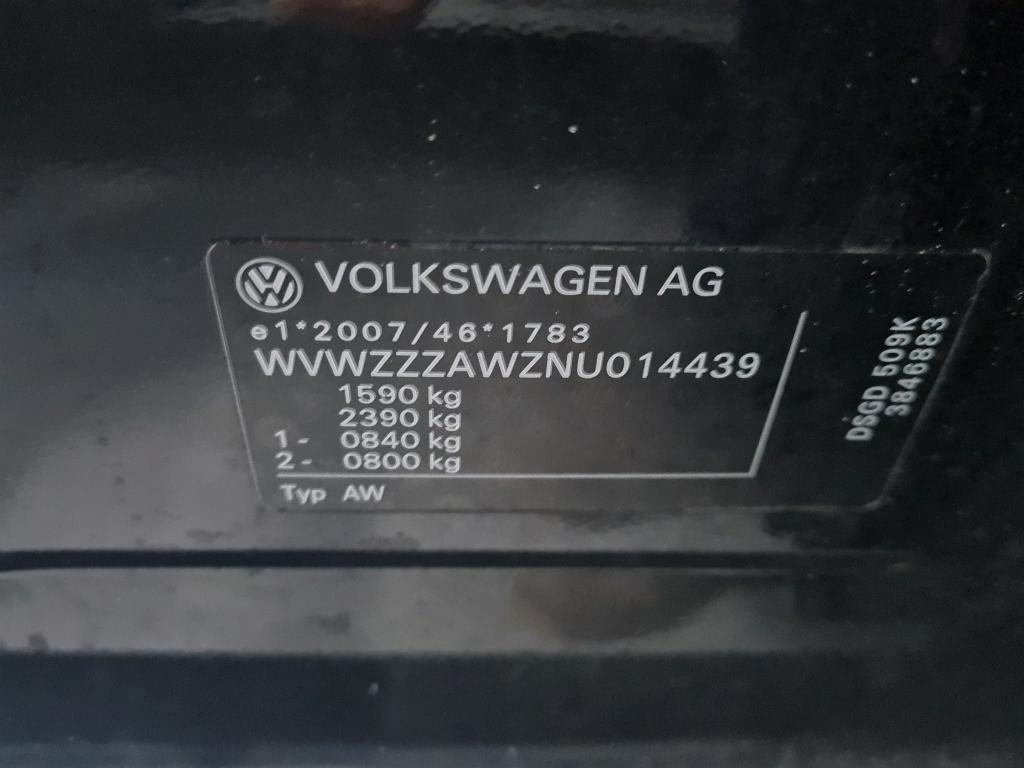 VOLKSWAGEN AG
e1*2007/46*1783
WVWZZZAWZNU014439
1590 kg
2390 kg
1- 0840 kg
2- 0800 kg
Typ AW
DSGD 509K
3846883